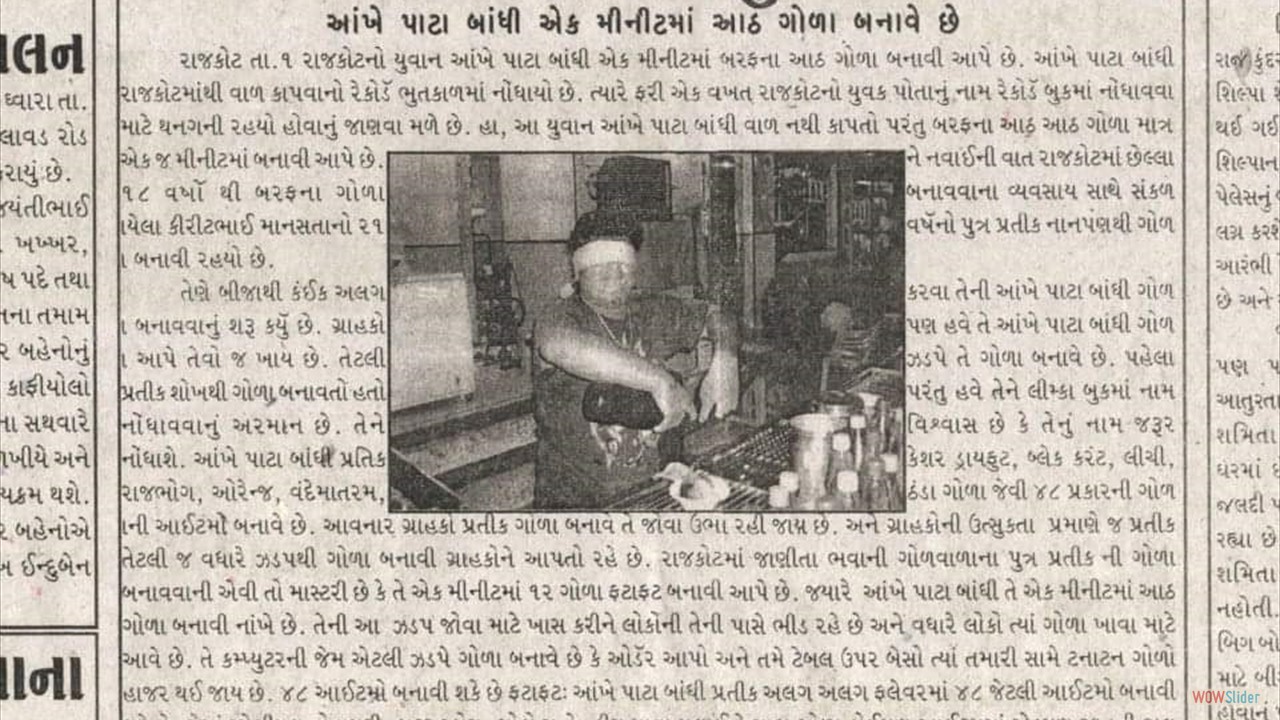 આંખે પાટા બાંધી એક મીનીટમાં આઠ ગોળા બનાવે છે
રાજકોટ તા.૧ રાજકોટનો યુવાન આંખે પાટા બાંધી એક મીનીટમાં બરફના આઠ ગોળા બનાવી આપે છે. આંખે પાટા બાંધી
રાજકોટમાંથી વાળ કાપવાનો રેકોર્ડ ભુતકાળમાં નોંધાયો છે. ત્યારે ફરી એક વખત રાજકોટનો યુવક પોતાનું નામ રેકોર્ડ બુકમાં નોંધાવવા
માટે થનગની રહયો હોવાનું જાણવા મળે છે. હા, આ યુવાન આંખે પાટા બાંધી વાળ નથી કાપતો પરંતુ બરફના આઠ આઠ ગોળા માત્ર
એક જ મીનીટમાં બનાવી આપે છે. ને નવાઈની વાત રાજકોટમાં છેલ્લા
૧૮ વર્ષો થી બરફના ગોળા બનાવવાના વ્યવસાય સાથે સંકળ
ાયેલા કીરીટભાઈ માનસતાનો ૨૧ વર્ષનો પુત્ર પ્રતીક નાનપણથી ગોળ
ા બનાવી રહયો છે.
તેણે બીજાથી કંઈક અલગ કરવા તેની આંખે પાટા બાંધી ગોળ
ા બનાવવાનું શરૂ કર્યુ છે. ગ્રાહકો પણ હવે તે આંખે પાટા બાંધી ગોળ
ા આપે તેવો જ ખાય છે. તેટલી ઝડપે તે ગોળા બનાવે છે. પહેલા
પ્રતીક શોખથી ગોળા બનાવતો હતો પરંતુ હવે તેને લીમ્કા બુકમાં નામ
નોંધાવવાનું અરમાન છે. તેને વિશ્વાસ છે કે તેનું નામ જરૂર
નોંધાશે. આંખે પાટા બાંધી પ્રતિક કેશર ડ્રાયફુટ, બ્લેક કરંટ, લીચી,
રાજભોગ, ઓરેન્જ, વંદેમાતરમ, ઠંડા ગોળા જેવી ૪૮ પ્રકારની ગોળ
ાની આઈટમો બનાવે છે. આવનાર ગ્રાહકો પ્રતીક ગોળા બનાવે તે જોવા ઉભા રહી જાય છે. અને ગ્રાહકોની ઉત્સુકતા પ્રમાણે જ પ્રતીક
તેટલી જ વધારે ઝડપથી ગોળા બનાવી ગ્રાહકોને આપતો રહે છે. રાજકોટમાં જાણીતા ભવાની ગોળવાળાના પુત્ર પ્રતીક ની ગોળા
બનાવવાની એવી તો માસ્ટરી છે કે તે એક મીનીટમાં ૧૨ ગોળા ફટાફટ બનાવી આપે છે. જયારે આંખે પાટા બાંધી તે એક મીનીટમાં આઠ
ગોળા બનાવી નાંખે છે. તેની આ ઝડપ જોવા માટે ખાસ કરીને લોકોની તેની પાસે ભીડ રહે છે અને વધારે લોકો ત્યાં ગોળા ખાવા માટે
આવે છે. તે કમ્પ્યુટરની જેમ એટલી ઝડપે ગોળા બનાવે છે કે ઓર્ડર આપો અને તમે ટેબલ ઉપર બેસો ત્યાં તમારી સામે ટનાટન ગોળો
હાજર થઈ જાય છે. ૪૮ આઈટમો બનાવી શકે છે ફટાફટઃ આંખે પાટા બાંધી પ્રતીક અલગ અલગ ફલેવરમાં ૪૮ જેટલી આઈટમો બનાવી
ધ્વારા તા.
લાવડ રોડ
રાયું છે.
જયંતીભાઈ
ખખ્ખર,
ષ પદે તથા
તના તમામ
ર બહેનોનું
કાફીયોલો
ના સથવારે
ખીયે અને
યક્રમ થશે.
ર બહેનોએ
ઈન્દુબેન
રાજ કુંદ
શિલ્પા
થઈ ગઈ
શિલ્પાન
પેલેસનું
લગ્ન કરશે
આરંભી
છે અને
પણ
આતુરતા
શમિતા
ઘરમાં
જલદી
રહ્યા છે
શમિતા
નહોતી.
બિગ બો
માટે બી
હોવાન
WOWSlider